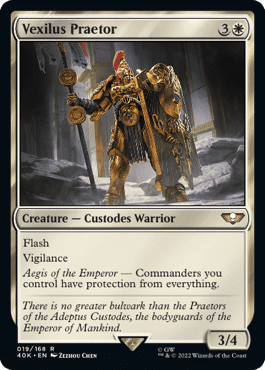 Vexilus Praetor 3
Creature — Custodes Warrior
Flash
Vigilance
Aegis of the Emperor — Commanders you
control have protection from everything.
There is no greater bulwark than the Praetors
of the Adeptus Custodes, the bodyguards of the
Emperor of Mankind.
3/4
019/168 R
40K • EN ZEZHOU CHEN
© GW
™ & © 2022 Wizards of the Coast